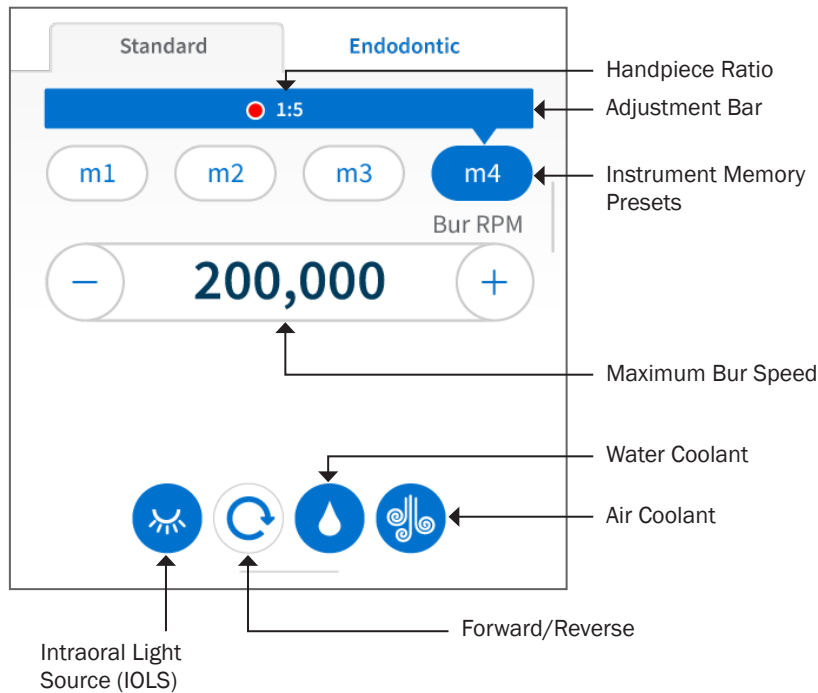 Standard
Endodontic
Handpiece Ratio
1:5
Adjustment Bar
m1
m2
m3
m4
Instrument Memory
Presets
Bur RPM
− 200,000 +
Maximum Bur Speed
Water Coolant
Air Coolant
Forward/Reverse
Intraoral Light
Source (IOLS)